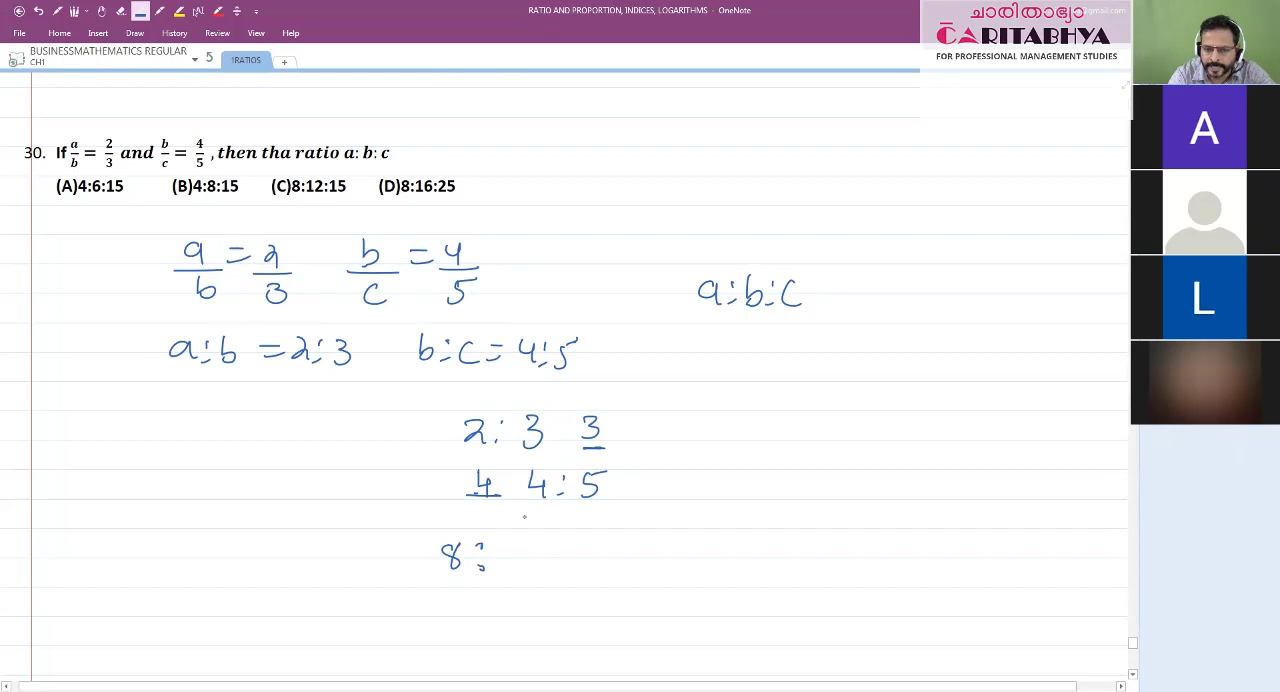 RATIO AND PROPORTION, INDICES, LOGARITHMS - OneNote
@gmail.com
ചാരിതാഭ്യാ
CARITABHYA
FOR PROFESSIONAL MANAGEMENT STUDIES
File Home Insert Draw History Review View Help
BUSINESSMATHEMATICS REGULAR
CH1
1RATIOS
30. If a/b = 2/3 and b/c = 4/5 , then tha ratio a: b: c
(A)4:6:15 (B)4:8:15 (C)8:12:15 (D)8:16:25
a/b = 2/3 b/c = 4/5
a:b:c
a:b = 2:3 b:c = 4:5
2:3 3
4 4:5
8:
A
L